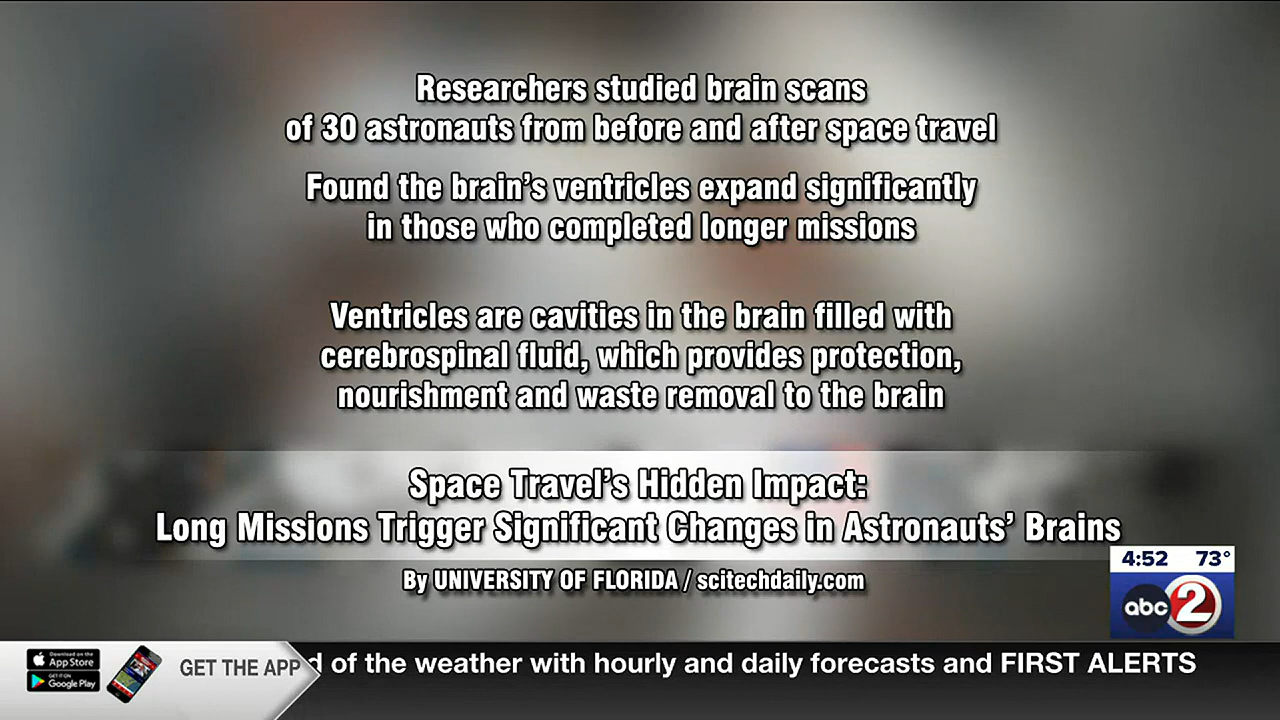 Researchers studied brain scans
of 30 astronauts from before and after space travel
Found the brain's ventricles expand significantly
in those who completed longer missions
Ventricles are cavities in the brain filled with
cerebrospinal fluid, which provides protection,
nourishment and waste removal to the brain
Space Travel's Hidden Impact:
Long Missions Trigger Significant Changes in Astronauts' Brains
By UNIVERSITY OF FLORIDA / scitechdaily.com
4:52 73°
abc 2
Download on the
App Store
GET IT ON
Google Play
GET THE APP
d of the weather with hourly and daily forecasts and FIRST ALERTS